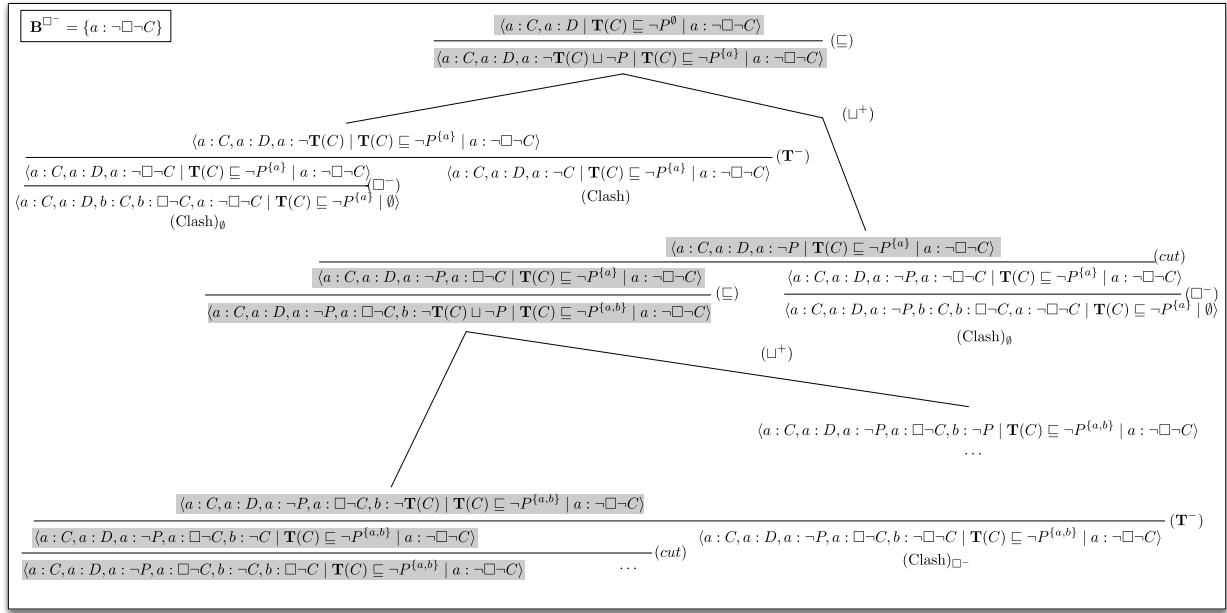 B^{□⁻} = {a : ¬□¬C}
⟨a : C, a : D | T(C) ⊑ ¬P^∅ | a : ¬□¬C⟩
(⊑)
⟨a : C, a : D, a : ¬T(C) ⊔ ¬P | T(C) ⊑ ¬P^{{a}} | a : ¬□¬C⟩
(⊔⁺)
⟨a : C, a : D, a : ¬T(C) | T(C) ⊑ ¬P^{{a}} | a : ¬□¬C⟩
(T⁻)
⟨a : C, a : D, a : ¬□¬C | T(C) ⊑ ¬P^{{a}} | a : ¬□¬C⟩
⟨a : C, a : D, a : ¬C | T(C) ⊑ ¬P^{{a}} | a : ¬□¬C⟩
(□⁻)
(Clash)
⟨a : C, a : D, b : C, b : □¬C, a : ¬□¬C | T(C) ⊑ ¬P^{{a}} | ∅⟩
(Clash)_∅
⟨a : C, a : D, a : ¬P | T(C) ⊑ ¬P^{{a}} | a : ¬□¬C⟩
(cut)
⟨a : C, a : D, a : ¬P, a : □¬C | T(C) ⊑ ¬P^{{a}} | a : ¬□¬C⟩
⟨a : C, a : D, a : ¬P, a : ¬□¬C | T(C) ⊑ ¬P^{{a}} | a : ¬□¬C⟩
(⊑)
(□⁻)
⟨a : C, a : D, a : ¬P, a : □¬C, b : ¬T(C) ⊔ ¬P | T(C) ⊑ ¬P^{{a,b}} | a : ¬□¬C⟩
⟨a : C, a : D, a : ¬P, b : C, b : □¬C, a : ¬□¬C | T(C) ⊑ ¬P^{{a}} | ∅⟩
(Clash)_∅
(⊔⁺)
⟨a : C, a : D, a : ¬P, a : □¬C, b : ¬P | T(C) ⊑ ¬P^{{a,b}} | a : ¬□¬C⟩
...
⟨a : C, a : D, a : ¬P, a : □¬C, b : ¬T(C) | T(C) ⊑ ¬P^{{a,b}} | a : ¬□¬C⟩
(T⁻)
⟨a : C, a : D, a : ¬P, a : □¬C, b : ¬C | T(C) ⊑ ¬P^{{a,b}} | a : ¬□¬C⟩
⟨a : C, a : D, a : ¬P, a : □¬C, b : ¬□¬C | T(C) ⊑ ¬P^{{a,b}} | a : ¬□¬C⟩
(cut)
(Clash)_{□⁻}
⟨a : C, a : D, a : ¬P, a : □¬C, b : ¬C, b : □¬C | T(C) ⊑ ¬P^{{a,b}} | a : ¬□¬C⟩
...